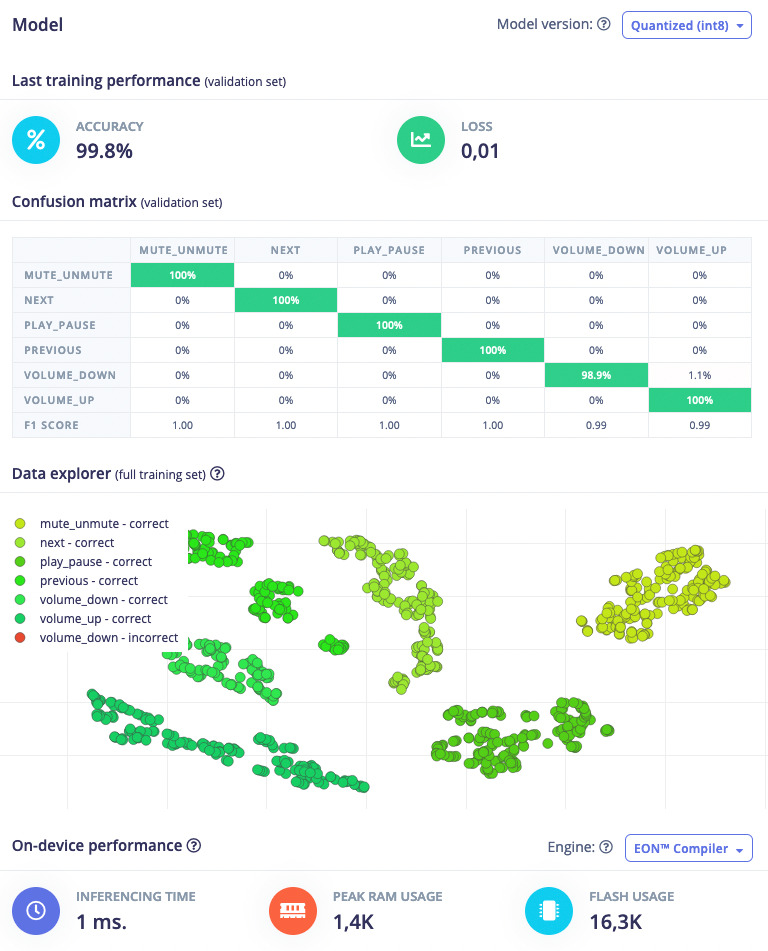 Model
Model version: Quantized (int8)
Last training performance (validation set)
ACCURACY
99.8%
LOSS
0,01
Confusion matrix (validation set)
MUTE_UNMUTE NEXT PLAY_PAUSE PREVIOUS VOLUME_DOWN VOLUME_UP
MUTE_UNMUTE 100% 0% 0% 0% 0% 0%
NEXT 0% 100% 0% 0% 0% 0%
PLAY_PAUSE 0% 0% 100% 0% 0% 0%
PREVIOUS 0% 0% 0% 100% 0% 0%
VOLUME_DOWN 0% 0% 0% 0% 98.9% 1.1%
VOLUME_UP 0% 0% 0% 0% 0% 100%
F1 SCORE 1.00 1.00 1.00 1.00 0.99 0.99
Data explorer (full training set)
mute_unmute - correct
next - correct
play_pause - correct
previous - correct
volume_down - correct
volume_up - correct
volume_down - incorrect
On-device performance
Engine: EON™ Compiler
INFERENCING TIME
1 ms.
PEAK RAM USAGE
1,4K
FLASH USAGE
16,3K